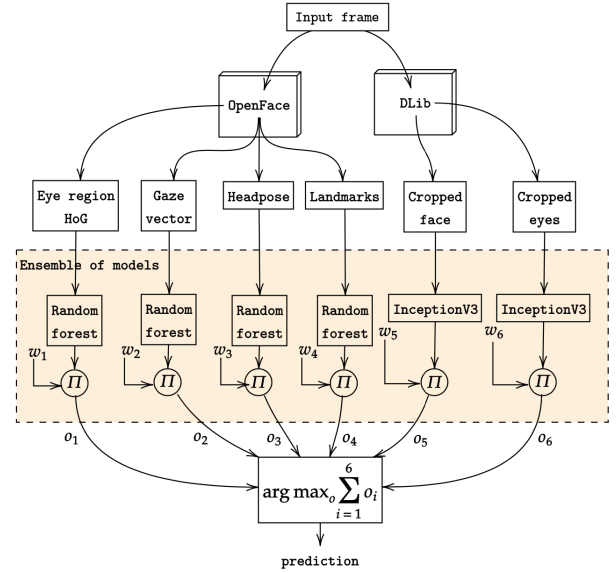 Input frame
OpenFace
DLib
Eye region
HoG
Gaze
vector
Headpose
Landmarks
Cropped
face
Cropped
eyes
Ensemble of models
Random
forest
Random
forest
Random
forest
Random
forest
InceptionV3
InceptionV3
w₁
w₂
w₃
w₄
w₅
w₆
Π
Π
Π
Π
Π
Π
o₁
o₂
o₃
o₄
o₅
o₆
arg maxₒ ∑ oᵢ
6
i = 1
prediction